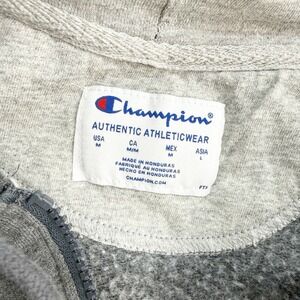 Champion
AUTHENTIC ATHLETICWEAR
USA CA MEX ASIA
M M/M M L
MADE IN HONDURAS
FABRIQUÉ AU HONDURAS
HECHO EN HONDURAS
CHAMPION.COM